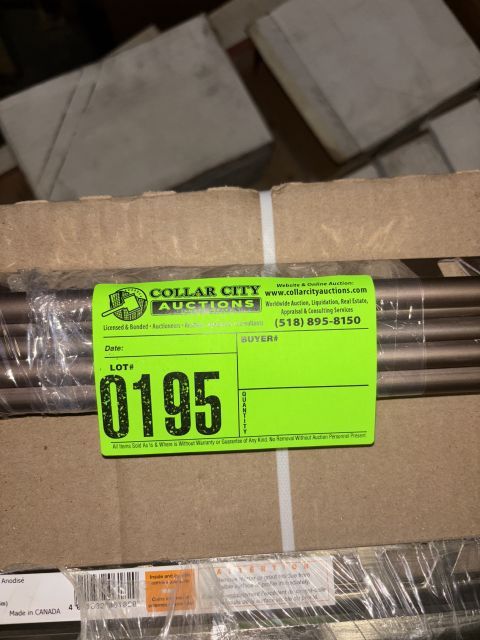 COLLAR CITY
AUCTIONS
Licensed & Bonded • Auctioneers •
Website & Online Auction:
www.collarcityauctions.com
Worldwide Auction, Liquidation, Real Estate,
Appraisal & Consulting Services
(518) 895-8150
Date:
LOT#
0195
BUYER#
QUANTITY
All Items Sold As Is & Where Is Without Warranty or Guarantee of Any Kind. No Removal Without Auction Personnel Present
Anodisé
Made in CANADA
ATTENTION